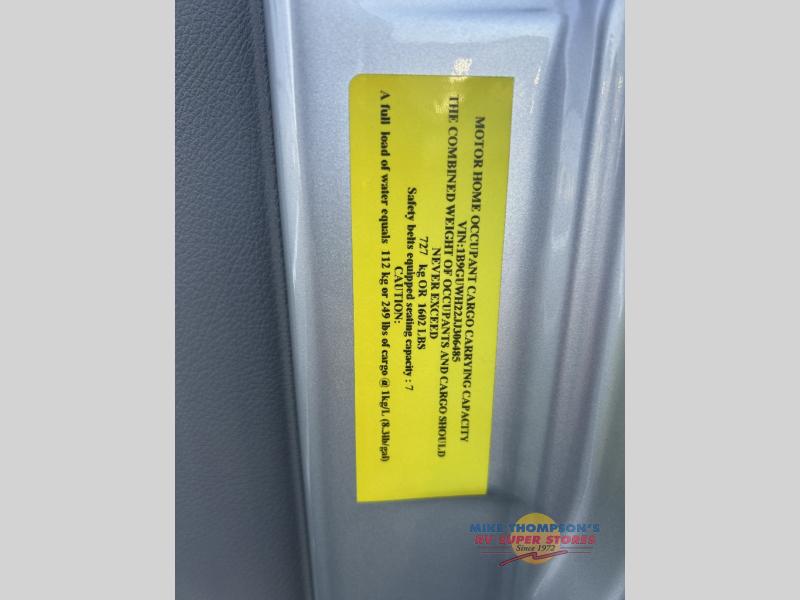 MOTOR HOME OCCUPANT CARGO CARRYING CAPACITY
VIN:1B9GUWH22JJ306485
THE COMBINED WEIGHT OF OCCUPANTS AND CARGO SHOULD
NEVER EXCEED
727 kg OR 1602 LBS
Safety belts equipped seating capacity : 7
CAUTION:
A full load of water equals 112 kg or 249 lbs of cargo @ 1kg/L (8.3lb/gal)
MIKE THOMPSON'S
RV SUPER STORES
Since 1972